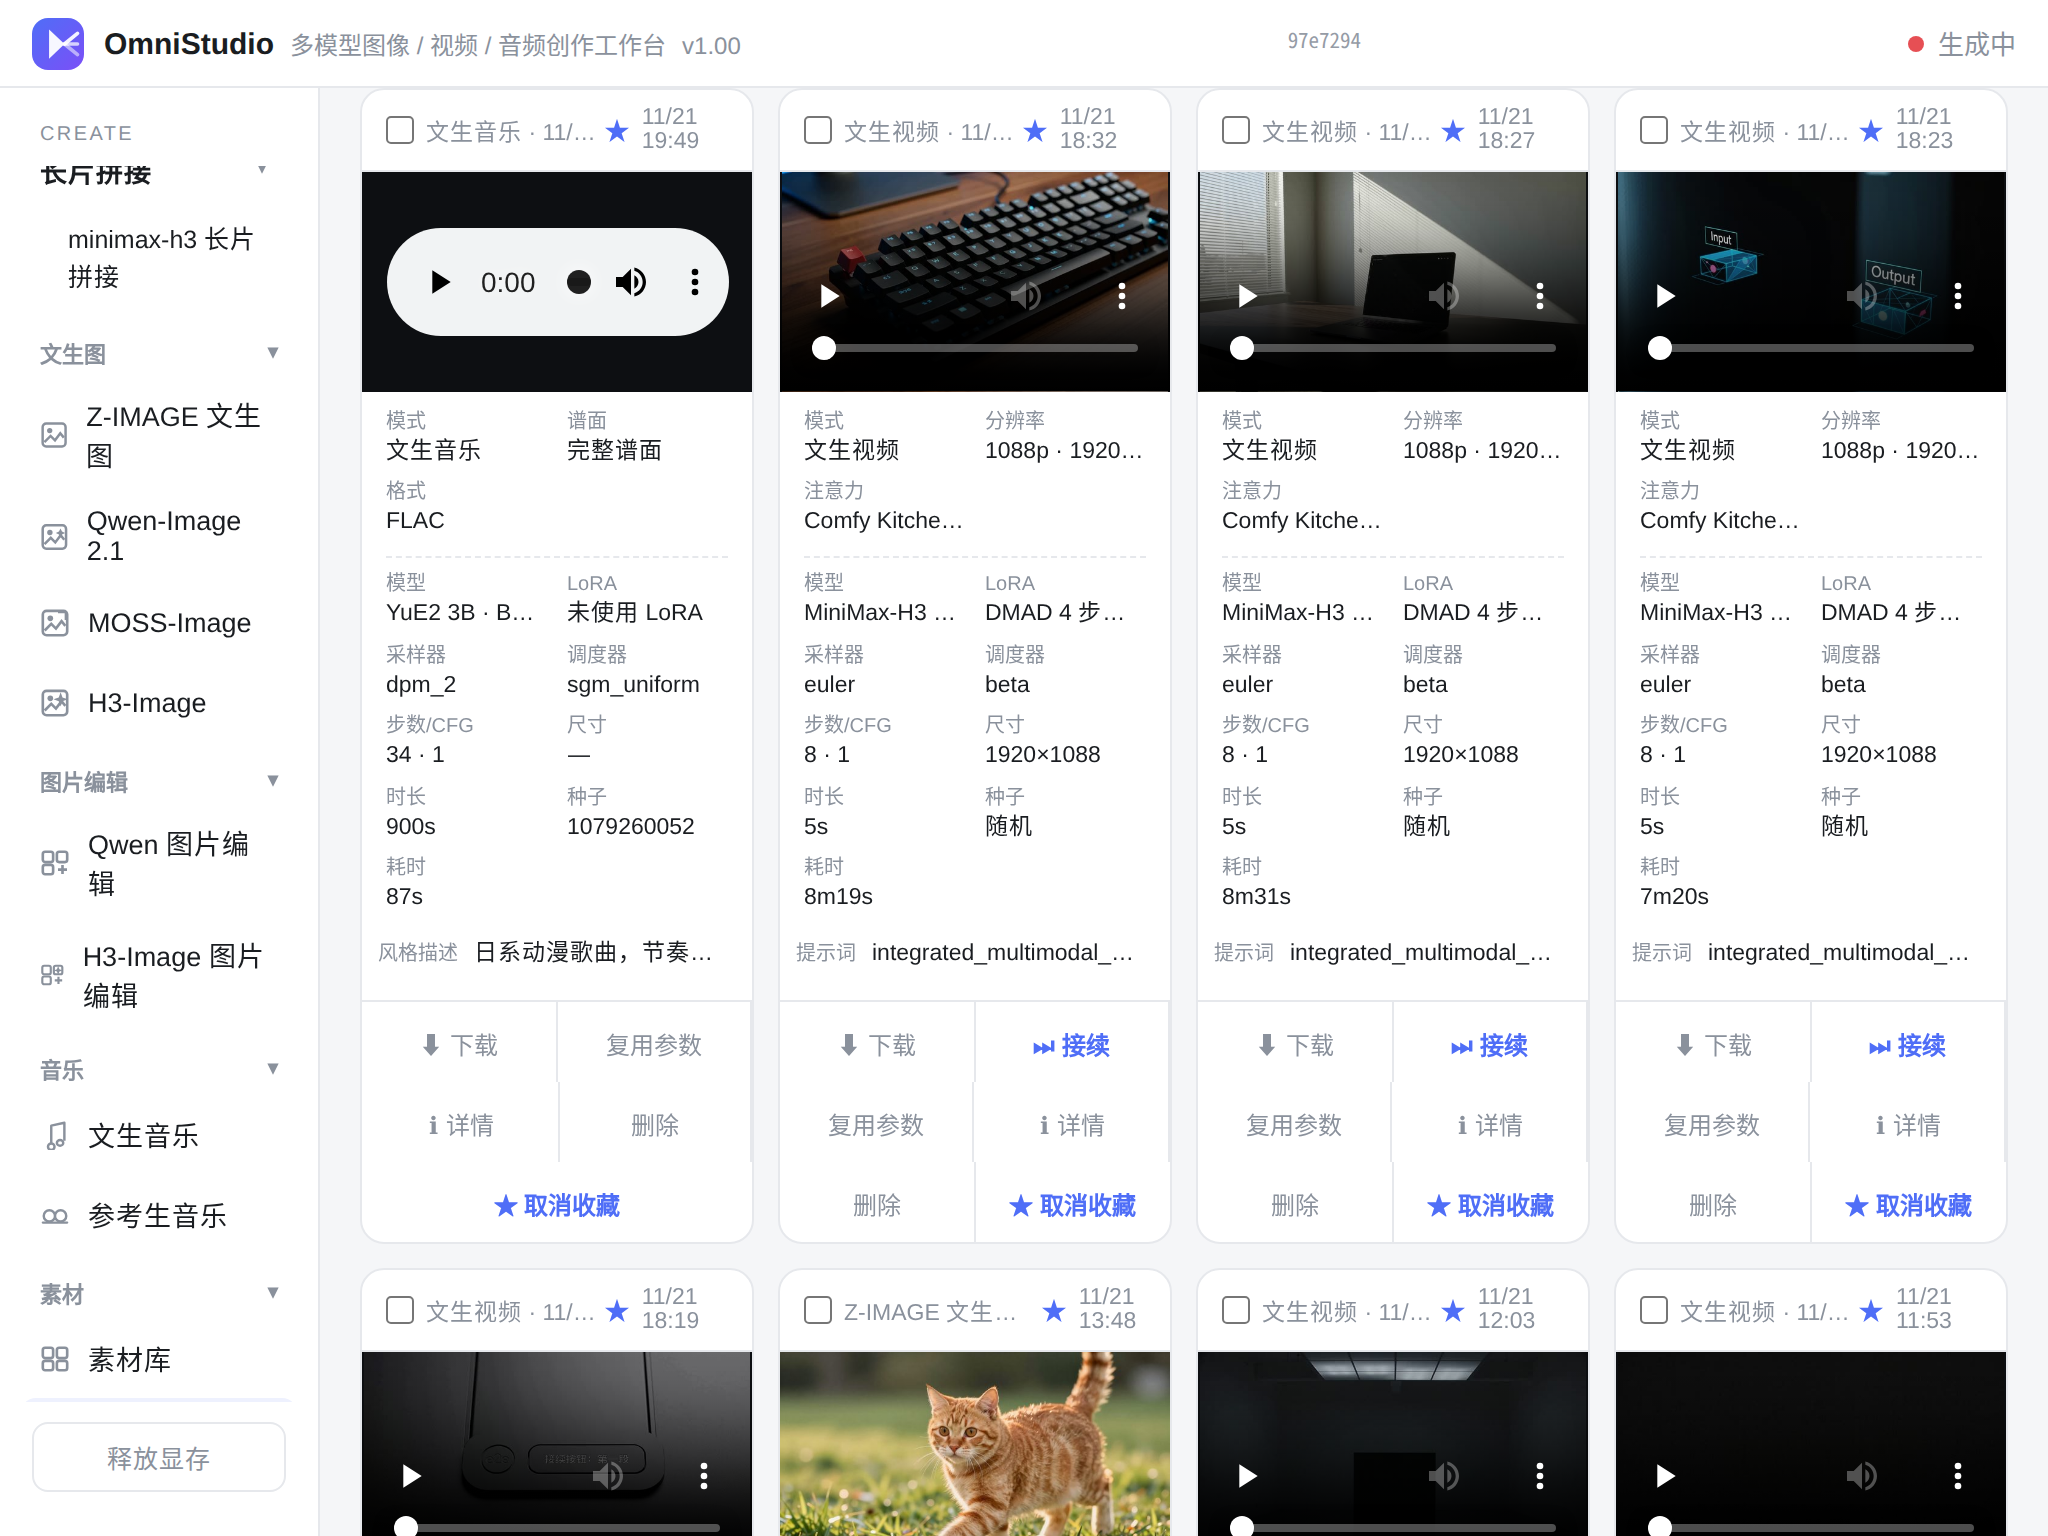 OmniStudio 多模型图像 / 视频 / 音频创作工作台 v1.00
97e7294
生成中
CREATE
长片拼接
minimax-h3 长片
拼接
文生图
Z-IMAGE 文生
图
Qwen-Image
2.1
MOSS-Image
H3-Image
图片编辑
Qwen 图片编
辑
H3-Image 图片
编辑
音乐
文生音乐
参考生音乐
素材
素材库
释放显存
文生音乐 · 11/… ★ 11/21
19:49
0:00
模式 谱面
文生音乐 完整谱面
格式
FLAC
模型 LoRA
YuE2 3B · B… 未使用 LoRA
采样器 调度器
dpm_2 sgm_uniform
步数/CFG 尺寸
34 · 1 —
时长 种子
900s 1079260052
耗时
87s
风格描述 日系动漫歌曲，节奏…
下载 复用参数
详情 删除
★ 取消收藏
文生视频 · 11/… ★ 11/21
18:32
模式 分辨率
文生视频 1088p · 1920…
注意力
Comfy Kitche…
模型 LoRA
MiniMax-H3 … DMAD 4 步…
采样器 调度器
euler beta
步数/CFG 尺寸
8 · 1 1920×1088
时长 种子
5s 随机
耗时
8m19s
提示词 integrated_multimodal_…
下载 接续
复用参数 详情
删除 ★ 取消收藏
文生视频 · 11/… ★ 11/21
18:27
模式 分辨率
文生视频 1088p · 1920…
注意力
Comfy Kitche…
模型 LoRA
MiniMax-H3 … DMAD 4 步…
采样器 调度器
euler beta
步数/CFG 尺寸
8 · 1 1920×1088
时长 种子
5s 随机
耗时
8m31s
提示词 integrated_multimodal_…
下载 接续
复用参数 详情
删除 ★ 取消收藏
文生视频 · 11/… ★ 11/21
18:23
Input
Output
模式 分辨率
文生视频 1088p · 1920…
注意力
Comfy Kitche…
模型 LoRA
MiniMax-H3 … DMAD 4 步…
采样器 调度器
euler beta
步数/CFG 尺寸
8 · 1 1920×1088
时长 种子
5s 随机
耗时
7m20s
提示词 integrated_multimodal_…
下载 接续
复用参数 详情
删除 ★ 取消收藏
文生视频 · 11/… ★ 11/21
18:19
Z-IMAGE 文生… ★ 11/21
13:48
文生视频 · 11/… ★ 11/21
12:03
文生视频 · 11/… ★ 11/21
11:53